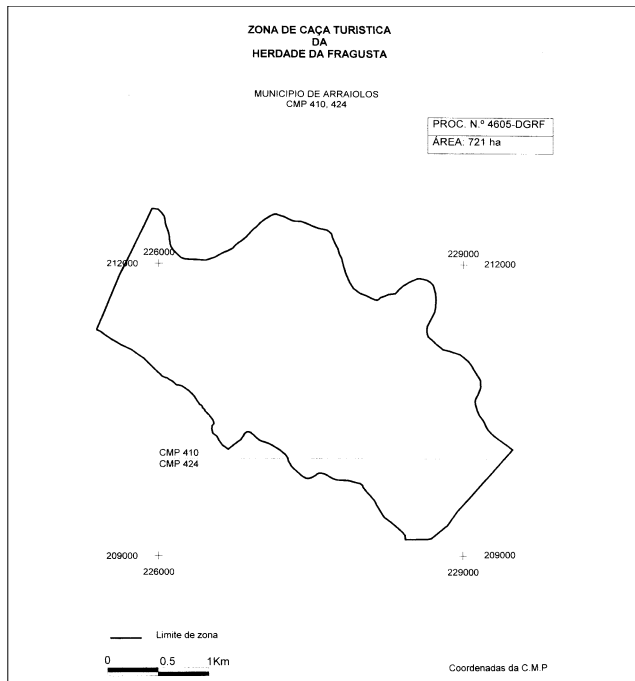 ZONA DE CAÇA TURISTICA
DA
HERDADE DA FRAGUSTA
MUNICIPIO DE ARRAIOLOS
CMP 410, 424
PROC. N.º 4605-DGRF
ÁREA: 721 ha
226000
212000
229000
212000
CMP 410
CMP 424
209000
226000
209000
229000
Limite de zona
0 0.5 1Km
Coordenadas da C.M.P